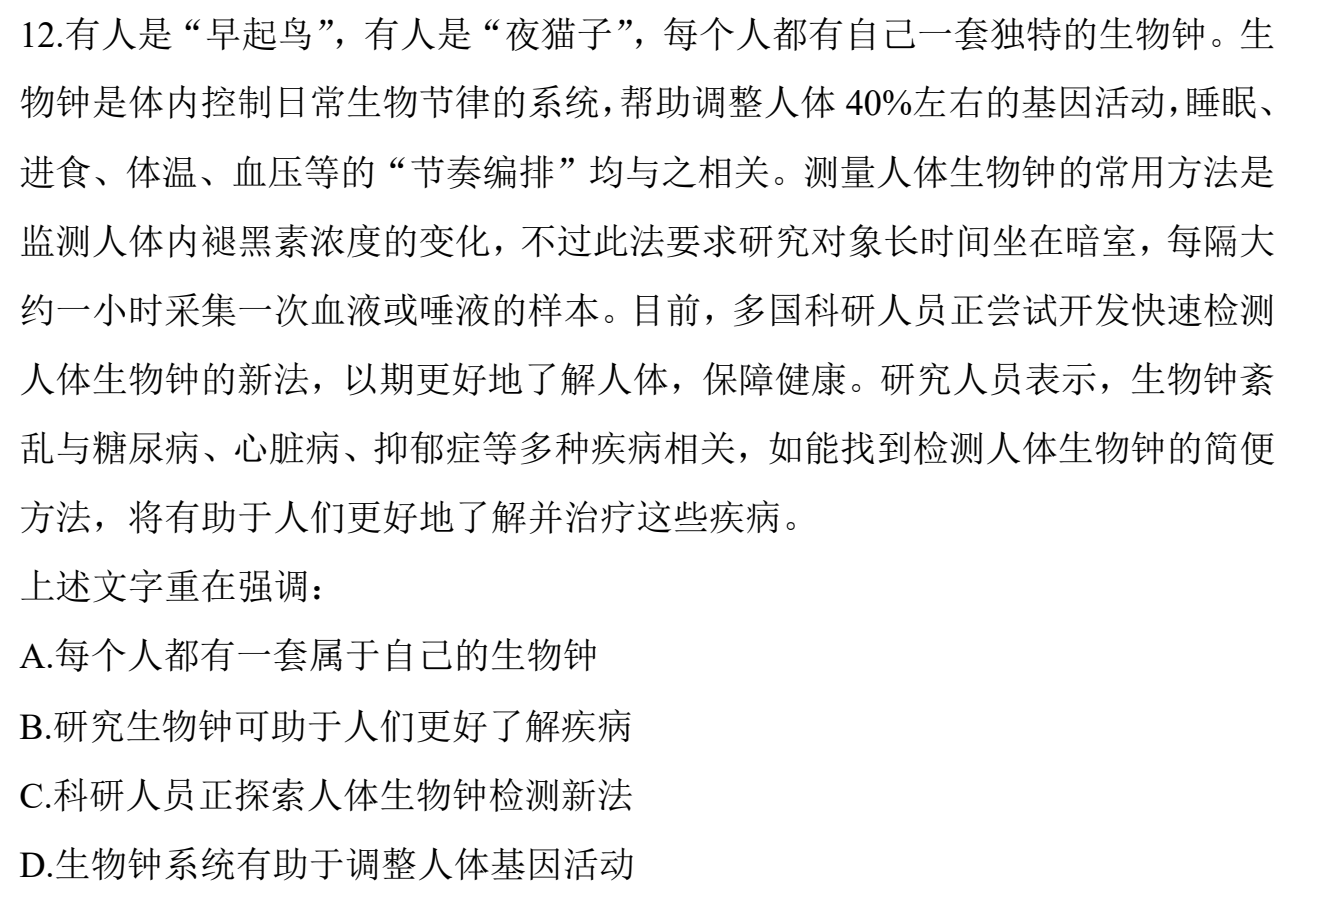 12.有人是“早起鸟”，有人是“夜猫子”，每个人都有自己一套独特的生物钟。生
物钟是体内控制日常生物节律的系统，帮助调整人体 40%左右的基因活动，睡眠、
进食、体温、血压等的“节奏编排”均与之相关。测量人体生物钟的常用方法是
监测人体内褪黑素浓度的变化，不过此法要求研究对象长时间坐在暗室，每隔大
约一小时采集一次血液或唾液的样本。目前，多国科研人员正尝试开发快速检测
人体生物钟的新法，以期更好地了解人体，保障健康。研究人员表示，生物钟紊
乱与糖尿病、心脏病、抑郁症等多种疾病相关，如能找到检测人体生物钟的简便
方法，将有助于人们更好地了解并治疗这些疾病。
上述文字重在强调：
A.每个人都有一套属于自己的生物钟
B.研究生物钟可助于人们更好了解疾病
C.科研人员正探索人体生物钟检测新法
D.生物钟系统有助于调整人体基因活动